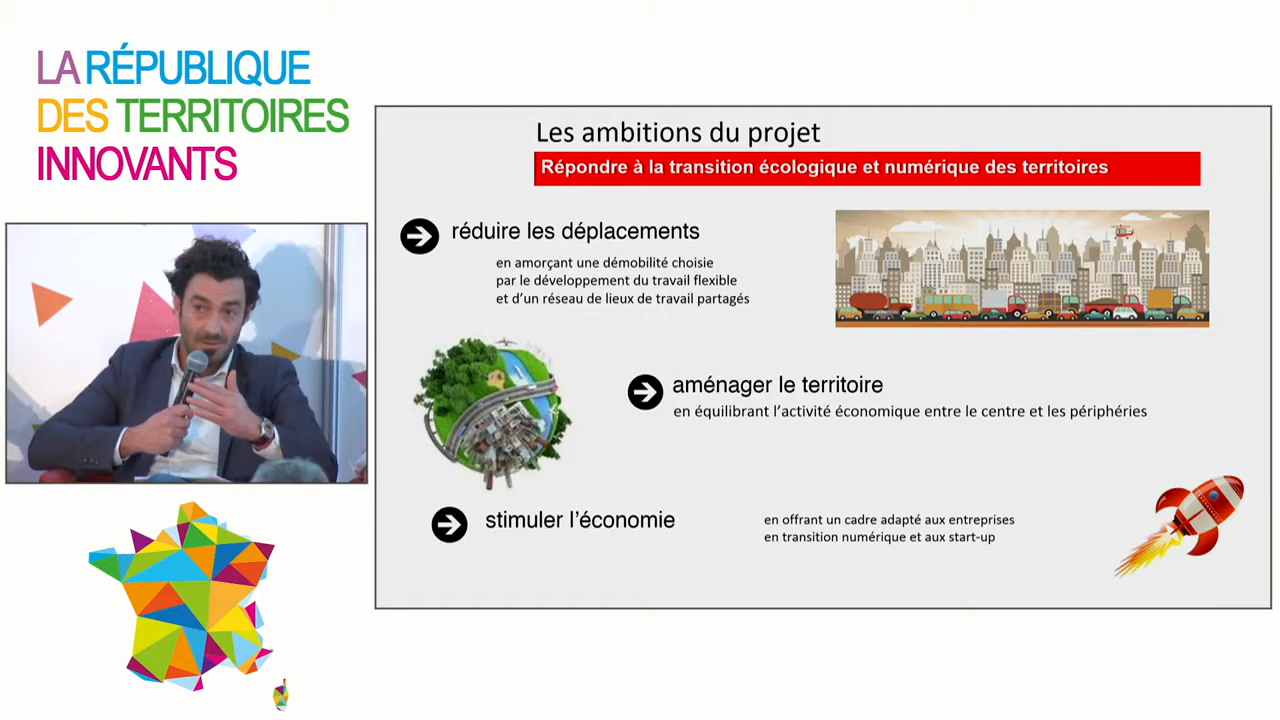 LA RÉPUBLIQUE
DES TERRITOIRES
INNOVANTS
Les ambitions du projet
Répondre à la transition écologique et numérique des territoires
réduire les déplacements
en amorçant une démobilité choisie
par le développement du travail flexible
et d'un réseau de lieux de travail partagés
aménager le territoire
en équilibrant l'activité économique entre le centre et les périphéries
stimuler l'économie
en offrant un cadre adapté aux entreprises
en transition numérique et aux start-up